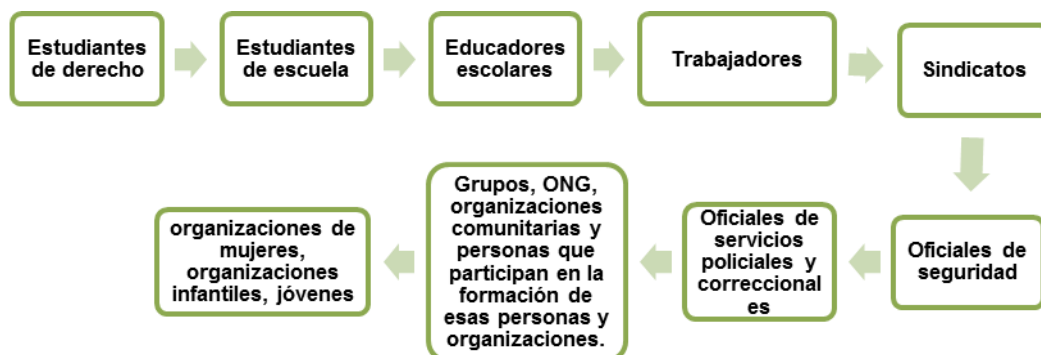 Estudiantes
de derecho
Estudiantes
de escuela
Educadores
escolares
Trabajadores
Sindicatos
Oficiales de
seguridad
Oficiales de
servicios
policiales y
correccional
es
Grupos, ONG,
organizaciones
comunitarias y
personas que
participan en la
formación de
esas personas y
organizaciones.
organizaciones de
mujeres,
organizaciones
infantiles, jóvenes